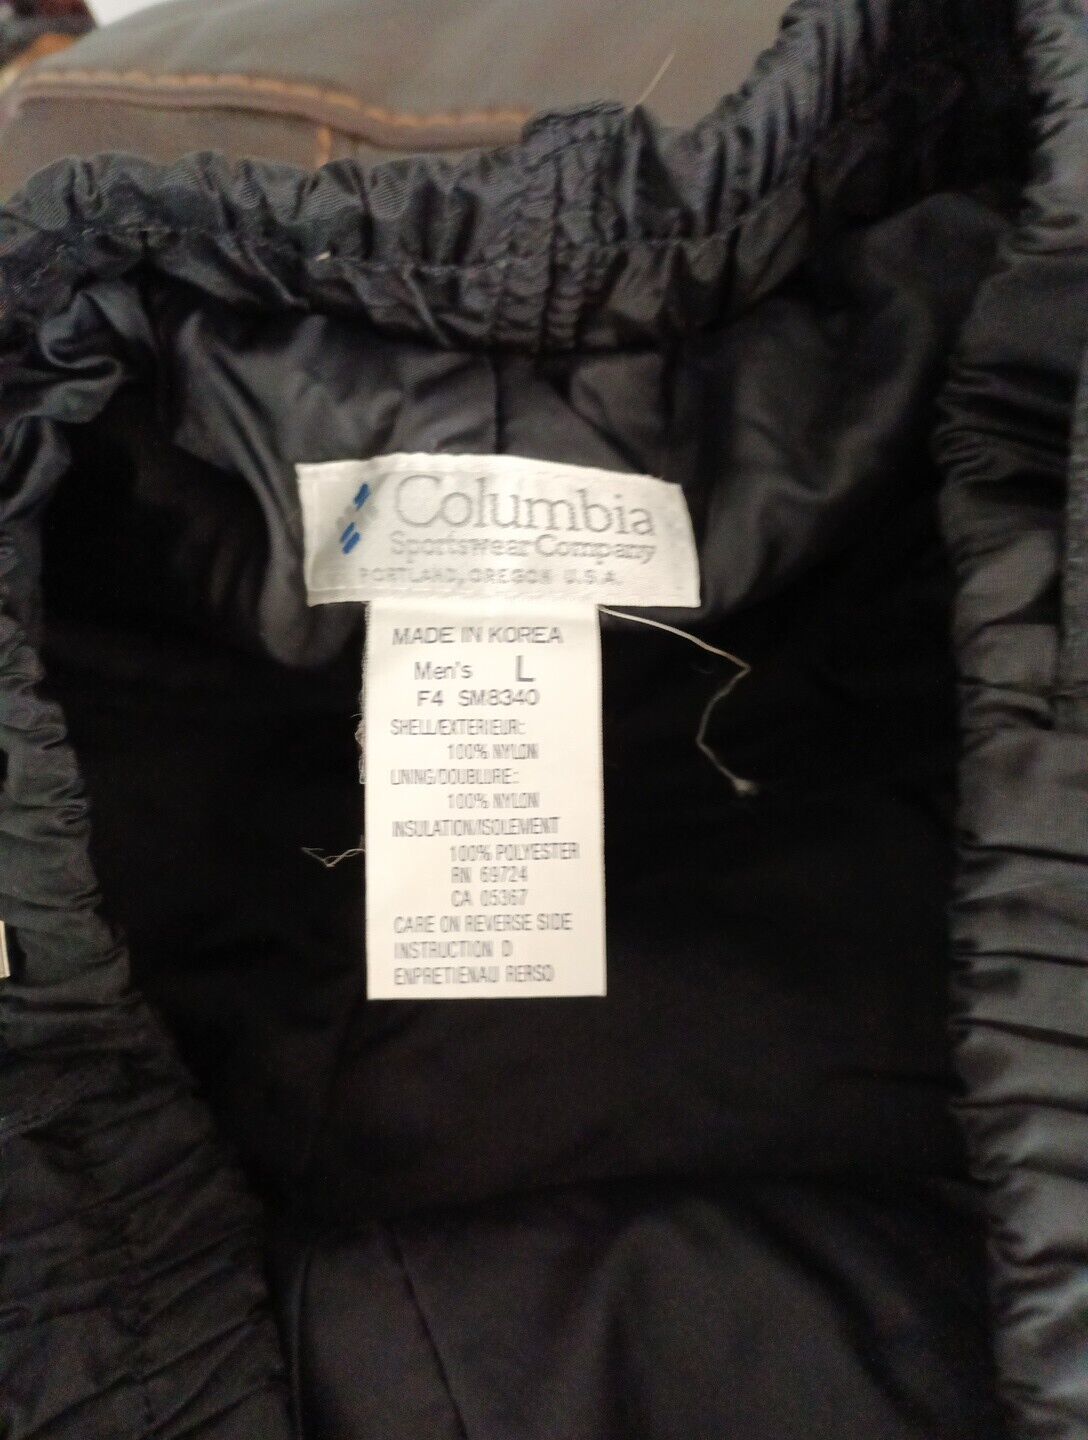 Columbia
Sportswear Company
PORTLAND, OREGON U.S.A.
MADE IN KOREA
Men's L
F4 SM8340
SHELL/EXTERIEUR:
100% NYLON
LINING/DOUBLURE:
100% NYLON
INSULATION/ISOLEMENT
100% POLYESTER
RN 69724
CA 05367
CARE ON REVERSE SIDE
INSTRUCTION D
ENPRETIENAU RERSO